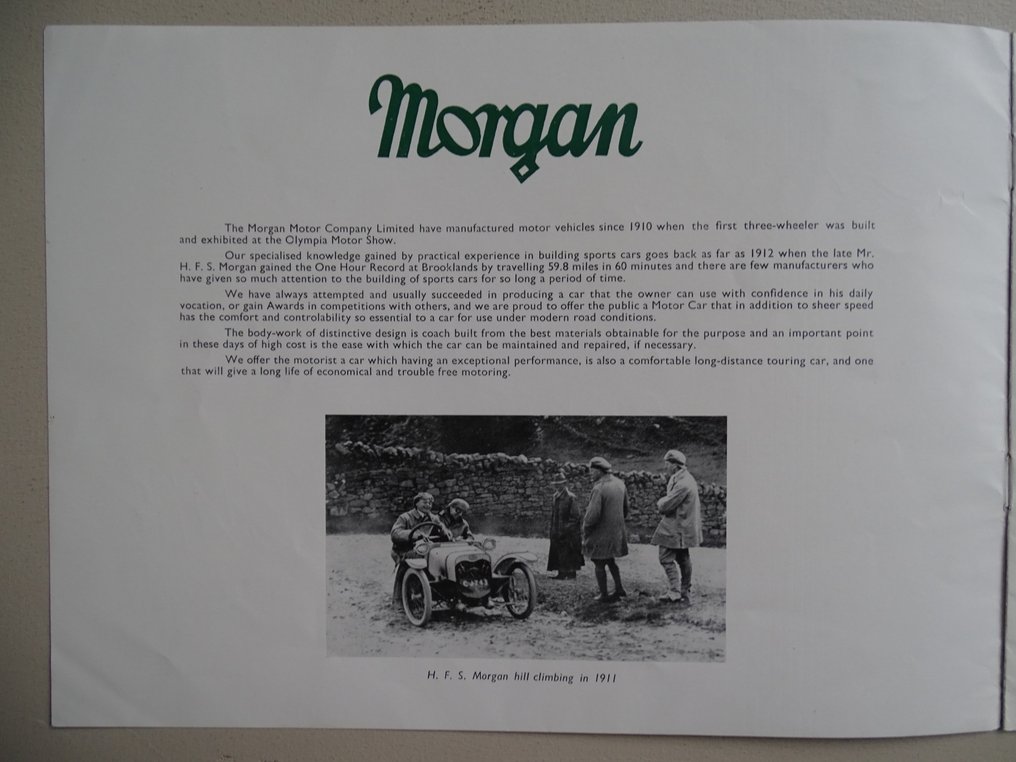 Morgan
The Morgan Motor Company Limited have manufactured motor vehicles since 1910 when the first three-wheeler was built
and exhibited at the Olympia Motor Show.
Our specialised knowledge gained by practical experience in building sports cars goes back as far as 1912 when the late Mr.
H. F. S. Morgan gained the One Hour Record at Brooklands by travelling 59.8 miles in 60 minutes and there are few manufacturers who
have given so much attention to the building of sports cars for so long a period of time.
We have always attempted and usually succeeded in producing a car that the owner can use with confidence in his daily
vocation, or gain Awards in competitions with others, and we are proud to offer the public a Motor Car that in addition to sheer speed
has the comfort and controlability so essential to a car for use under modern road conditions.
The body-work of distinctive design is coach built from the best materials obtainable for the purpose and an important point
in these days of high cost is the ease with which the car can be maintained and repaired, if necessary.
We offer the motorist a car which having an exceptional performance, is also a comfortable long-distance touring car, and one
that will give a long life of economical and trouble free motoring.
H. F. S. Morgan hill climbing in 1911